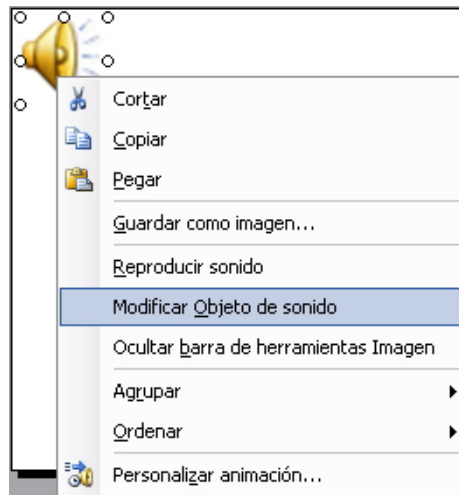 Cortar
Copiar
Pegar
Guardar como imagen...
Reproducir sonido
Modificar Objeto de sonido
Ocultar barra de herramientas Imagen
Agrupar
Ordenar
Personalizar animación...